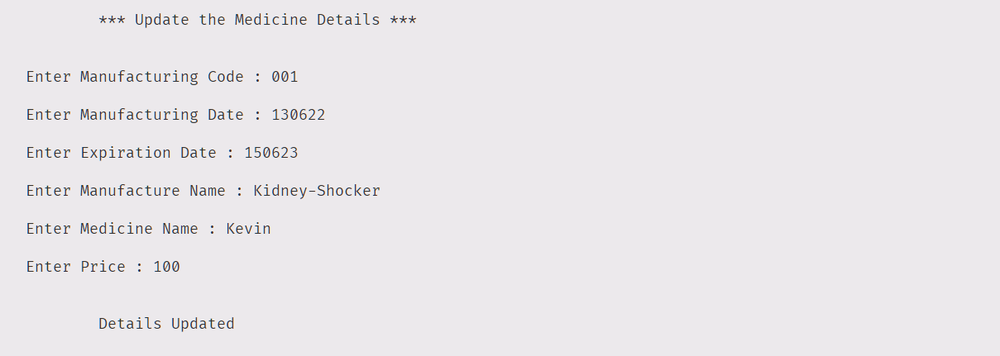 *** Update the Medicine Details ***
Enter Manufacturing Code : 001
Enter Manufacturing Date : 130622
Enter Expiration Date : 150623
Enter Manufacture Name : Kidney-Shocker
Enter Medicine Name : Kevin
Enter Price : 100
Details Updated